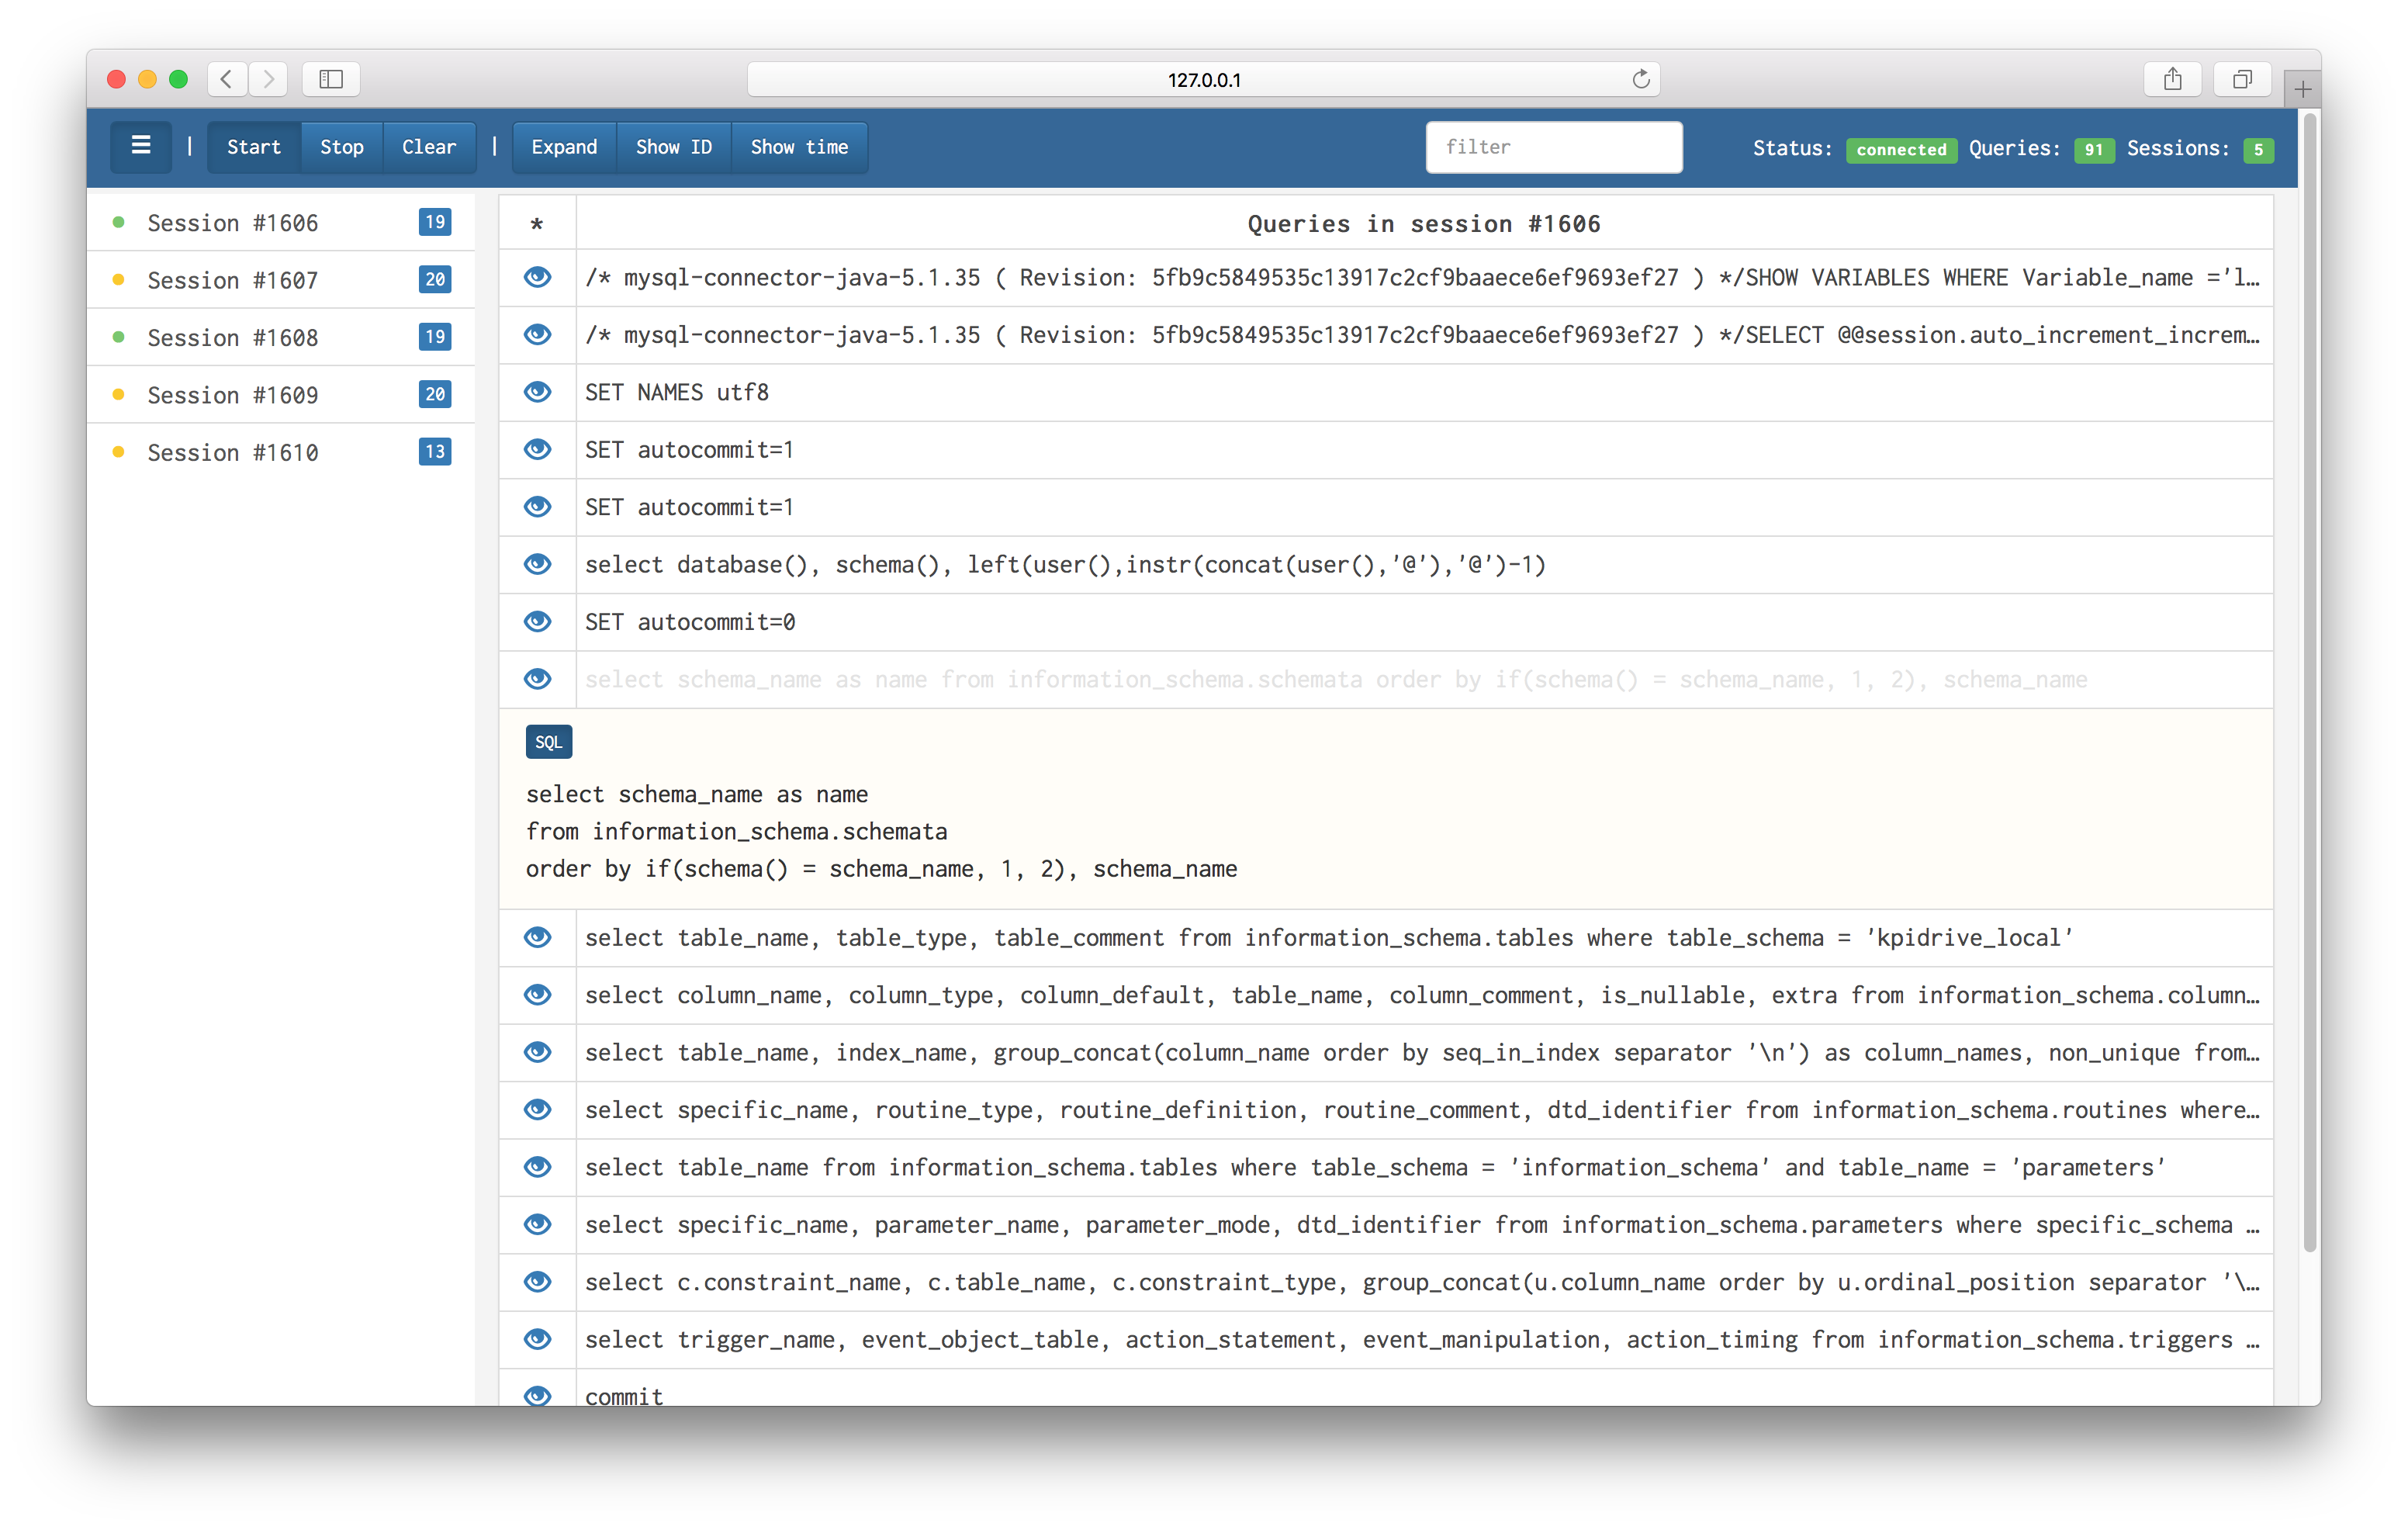 127.0.0.1
☰ | Start Stop Clear | Expand Show ID Show time filter Status: connected Queries: 91 Sessions: 5
Session #1606 19
Session #1607 20
Session #1608 19
Session #1609 20
Session #1610 13
* Queries in session #1606
/* mysql-connector-java-5.1.35 ( Revision: 5fb9c5849535c13917c2cf9baaece6ef9693ef27 ) */SHOW VARIABLES WHERE Variable_name ='l…
/* mysql-connector-java-5.1.35 ( Revision: 5fb9c5849535c13917c2cf9baaece6ef9693ef27 ) */SELECT @@session.auto_increment_increm…
SET NAMES utf8
SET autocommit=1
SET autocommit=1
select database(), schema(), left(user(),instr(concat(user(),'@'),'@')-1)
SET autocommit=0
select schema_name as name from information_schema.schemata order by if(schema() = schema_name, 1, 2), schema_name
SQL
select schema_name as name
from information_schema.schemata
order by if(schema() = schema_name, 1, 2), schema_name
select table_name, table_type, table_comment from information_schema.tables where table_schema = 'kpidrive_local'
select column_name, column_type, column_default, table_name, column_comment, is_nullable, extra from information_schema.column…
select table_name, index_name, group_concat(column_name order by seq_in_index separator '\n') as column_names, non_unique from…
select specific_name, routine_type, routine_definition, routine_comment, dtd_identifier from information_schema.routines where…
select table_name from information_schema.tables where table_schema = 'information_schema' and table_name = 'parameters'
select specific_name, parameter_name, parameter_mode, dtd_identifier from information_schema.parameters where specific_schema …
select c.constraint_name, c.table_name, c.constraint_type, group_concat(u.column_name order by u.ordinal_position separator '\…
select trigger_name, event_object_table, action_statement, event_manipulation, action_timing from information_schema.triggers …
commit